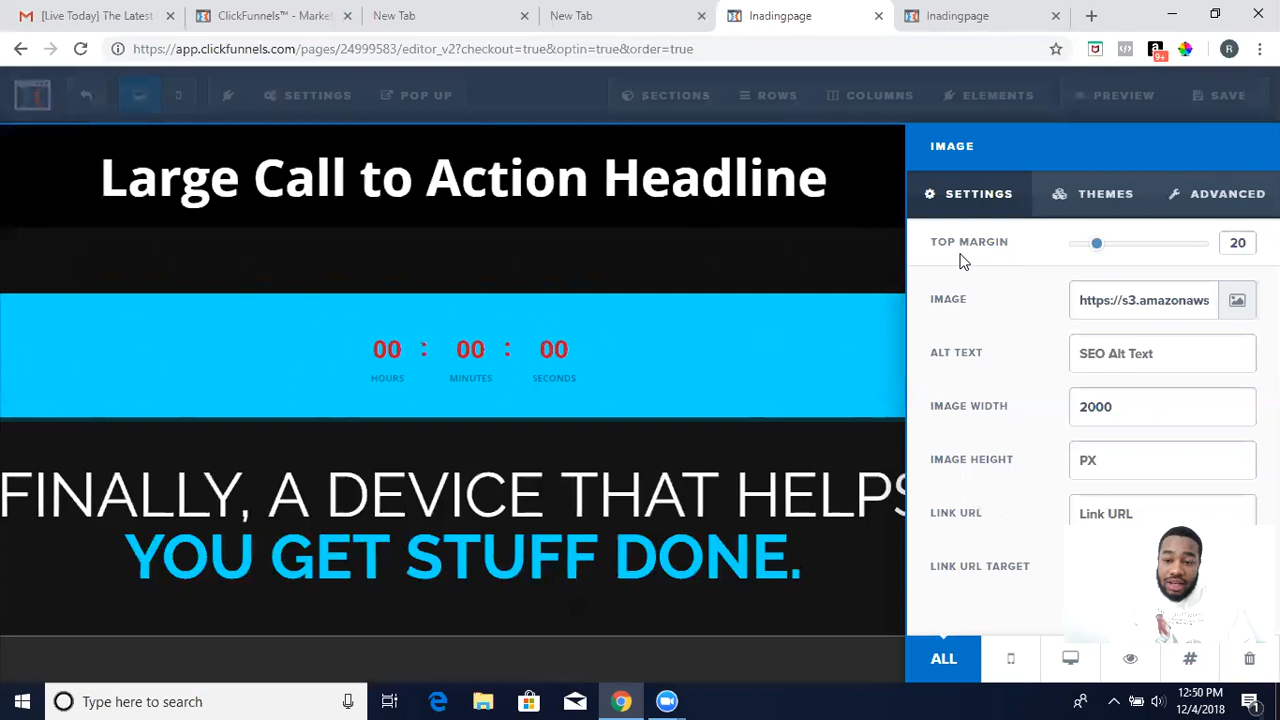 [Live Today] The Latest
ClickFunnels™ - Marke
New Tab
New Tab
Inadingpage
Inadingpage
https://app.clickfunnels.com/pages/24999583/editor_v2?checkout=true&optin=true&order=true
9+
R
SETTINGS
POP UP
SECTIONS
ROWS
COLUMNS
ELEMENTS
PREVIEW
SAVE
Large Call to Action Headline
00 : 00 : 00
HOURS MINUTES SECONDS
FINALLY, A DEVICE THAT HELPS
YOU GET STUFF DONE.
IMAGE
SETTINGS
THEMES
ADVANCED
TOP MARGIN
20
IMAGE
https://s3.amazonaws
ALT TEXT
SEO Alt Text
IMAGE WIDTH
2000
IMAGE HEIGHT
PX
LINK URL
Link URL
LINK URL TARGET
ALL
#
Type here to search
12:50 PM
12/4/2018
1